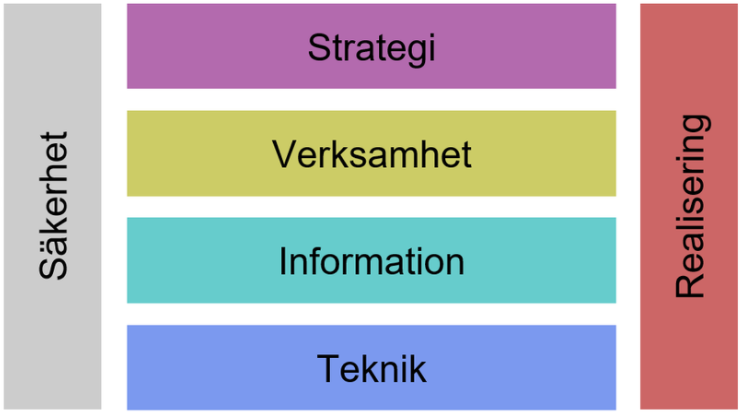 Säkerhet
Strategi
Verksamhet
Information
Teknik
Realisering